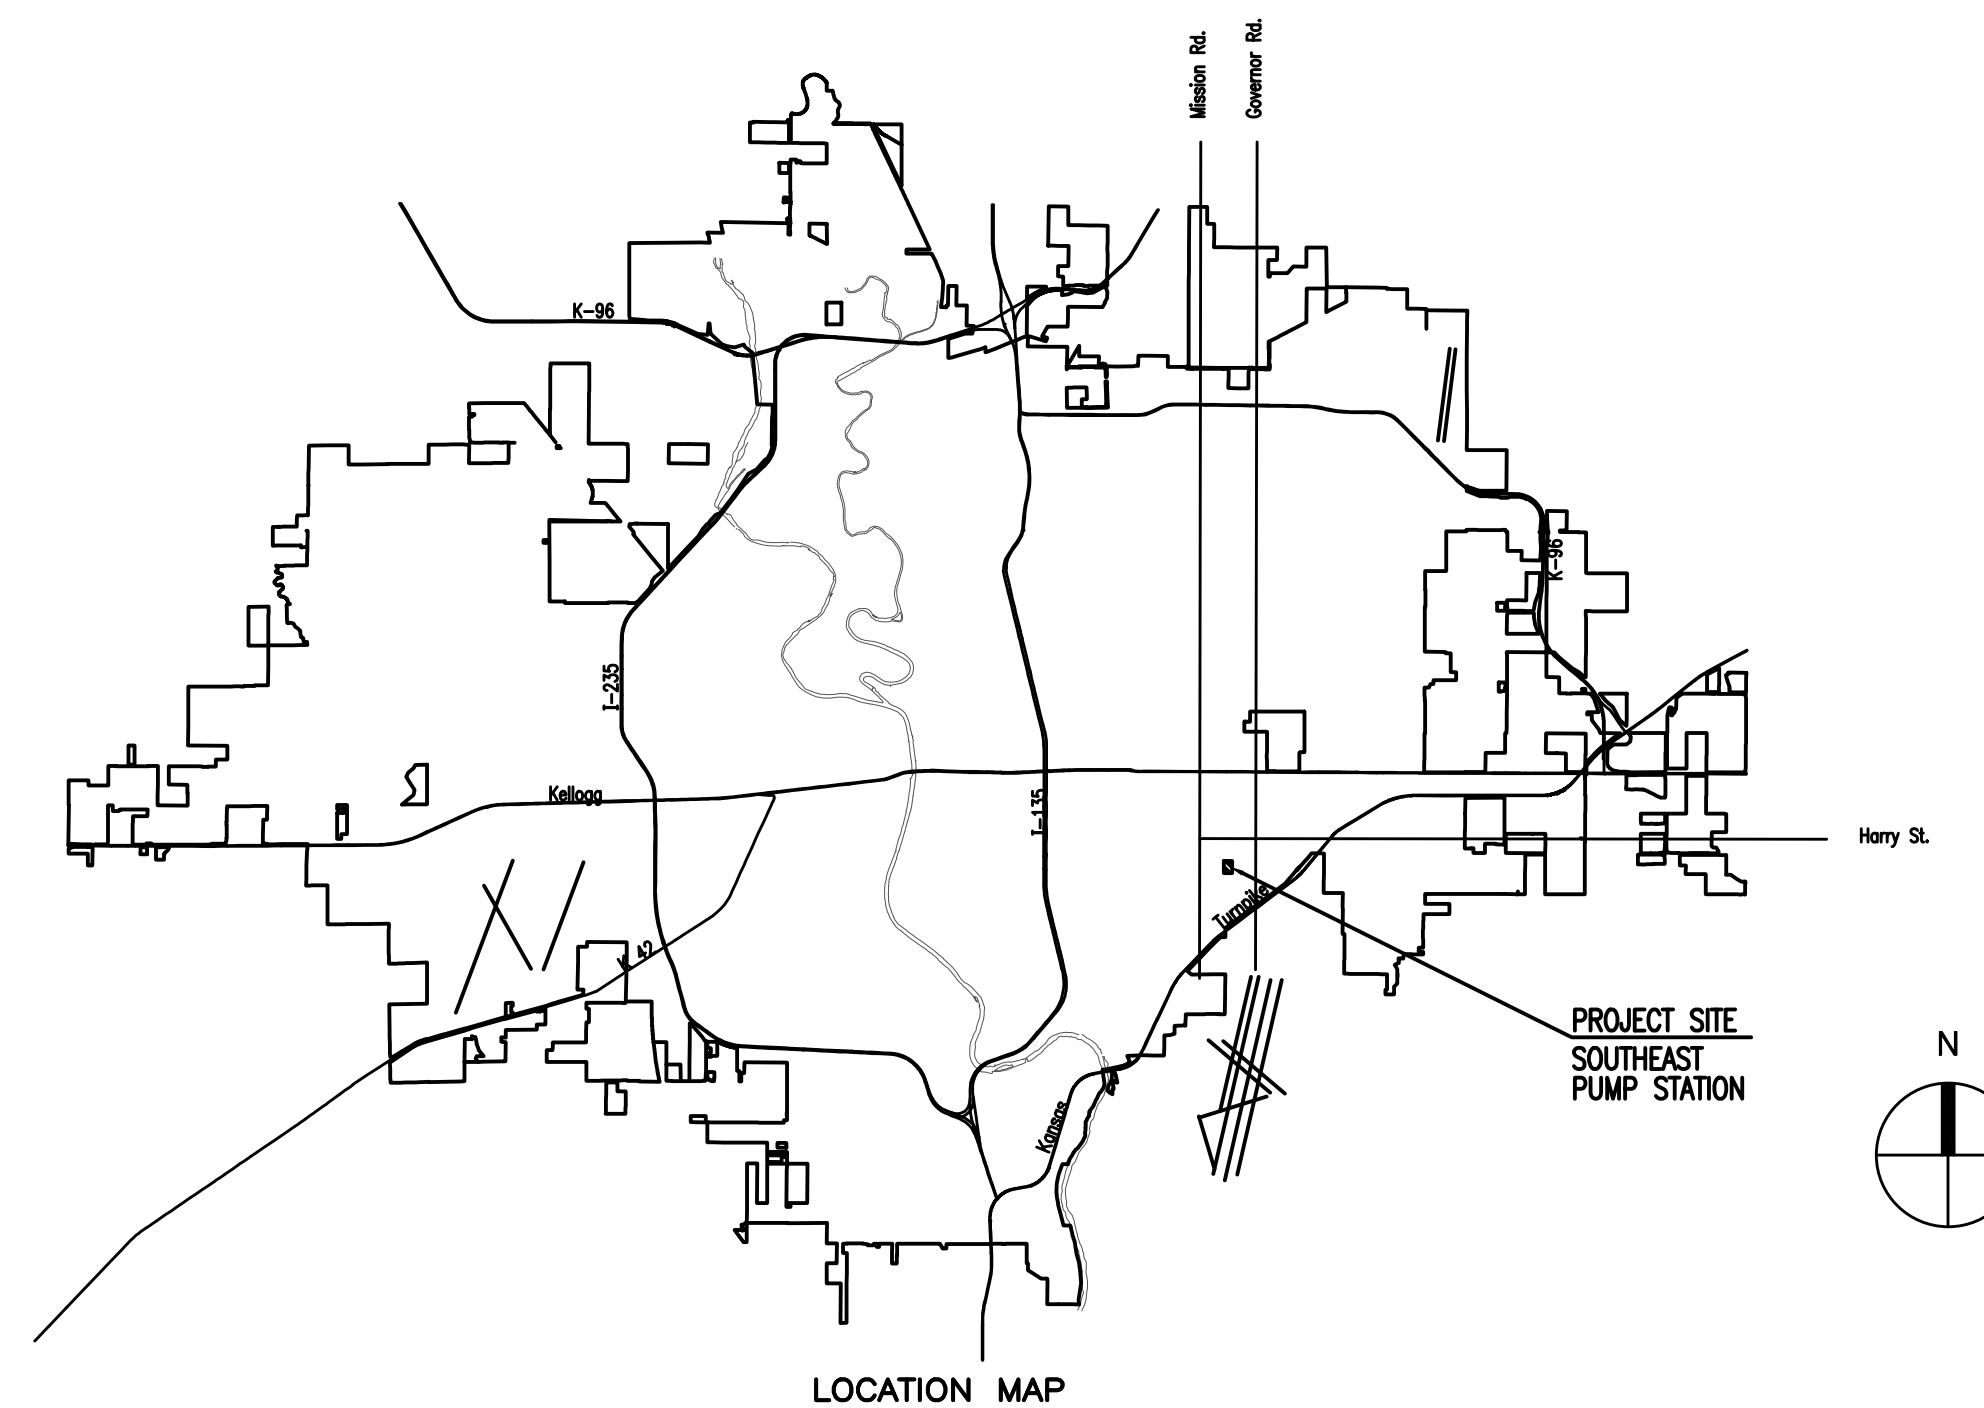 Mission Rd.
Governor Rd.
K-96
K-96
I-235
Kellogg
I-135
Harry St.
Turnpike
K 42
PROJECT SITE
SOUTHEAST
PUMP STATION
N
Kansas
LOCATION MAP